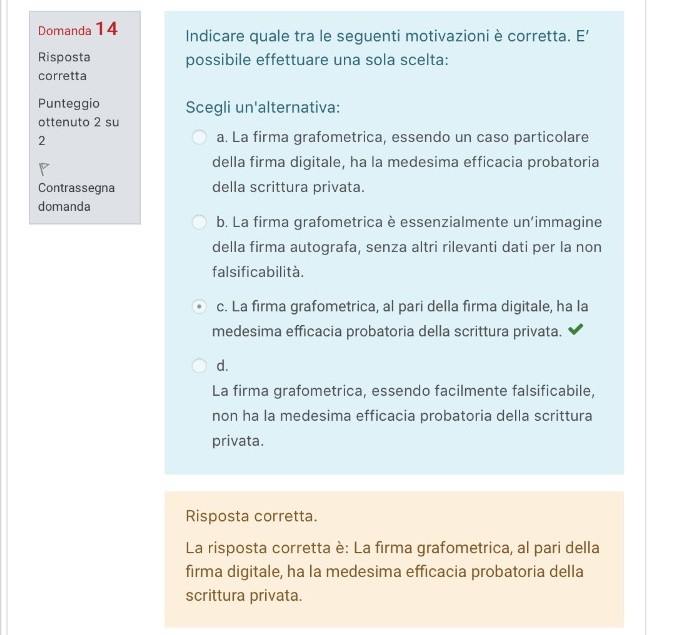 Domanda 14
Risposta
corretta
Punteggio
ottenuto 2 su
2
Contrassegna
domanda
Indicare quale tra le seguenti motivazioni è corretta. E’
possibile effettuare una sola scelta:
Scegli un'alternativa:
a. La firma grafometrica, essendo un caso particolare
della firma digitale, ha la medesima efficacia probatoria
della scrittura privata.
b. La firma grafometrica è essenzialmente un’immagine
della firma autografa, senza altri rilevanti dati per la non
falsificabilità.
c. La firma grafometrica, al pari della firma digitale, ha la
medesima efficacia probatoria della scrittura privata.
d.
La firma grafometrica, essendo facilmente falsificabile,
non ha la medesima efficacia probatoria della scrittura
privata.
Risposta corretta.
La risposta corretta è: La firma grafometrica, al pari della
firma digitale, ha la medesima efficacia probatoria della
scrittura privata.